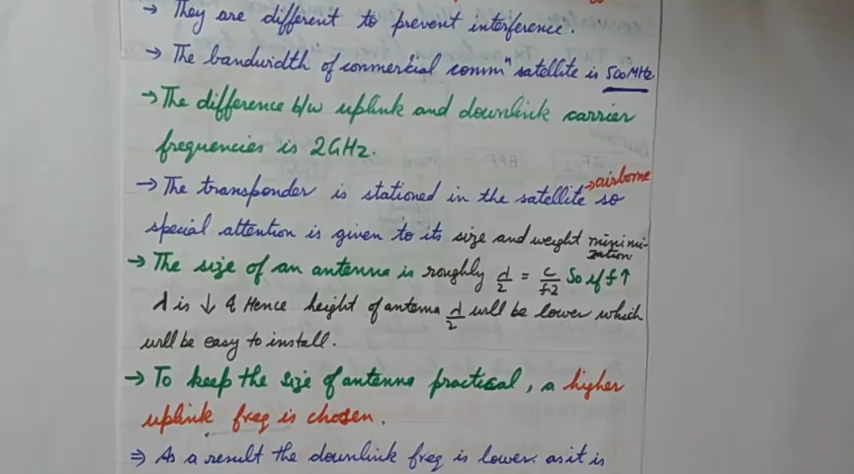 → They are different to prevent interference.
→ The bandwidth of commercial commⁿ satellite is 500MHz
→ The difference b/w uplink and downlink carrier
frequencies is 2GHz.
→ The transponder is stationed in the satellite →airborne so
special attention is given to its size and weight minimization
→ The size of an antenna is roughly λ/2 = c/f·2 So if f↑
λ is ↓ & Hence height of antenna λ/2 will be lower which
will be easy to install.
→ To keep the size of antenna practical, a higher
uplink freq is chosen.
⇒ As a result the downlink freq is lower as it is